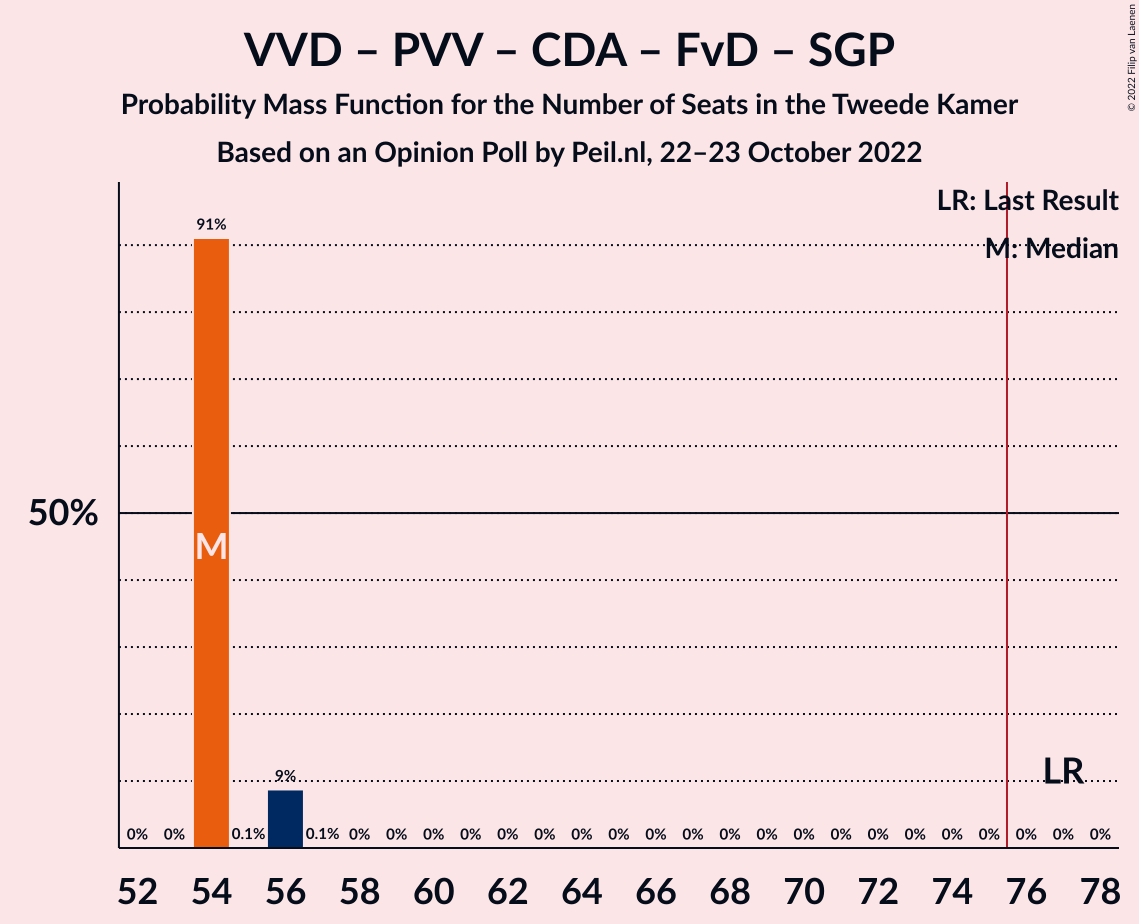 VVD – PVV – CDA – FvD – SGP
Probability Mass Function for the Number of Seats in the Tweede Kamer
Based on an Opinion Poll by Peil.nl, 22–23 October 2022
© 2022 Filip van Laenen
LR: Last Result
M: Median
91%
50%
M
LR
9%
0% 0% 0.1% 0.1% 0% 0% 0% 0% 0% 0% 0% 0% 0% 0% 0% 0% 0% 0% 0% 0% 0% 0% 0% 0% 0%
52 54 56 58 60 62 64 66 68 70 72 74 76 78